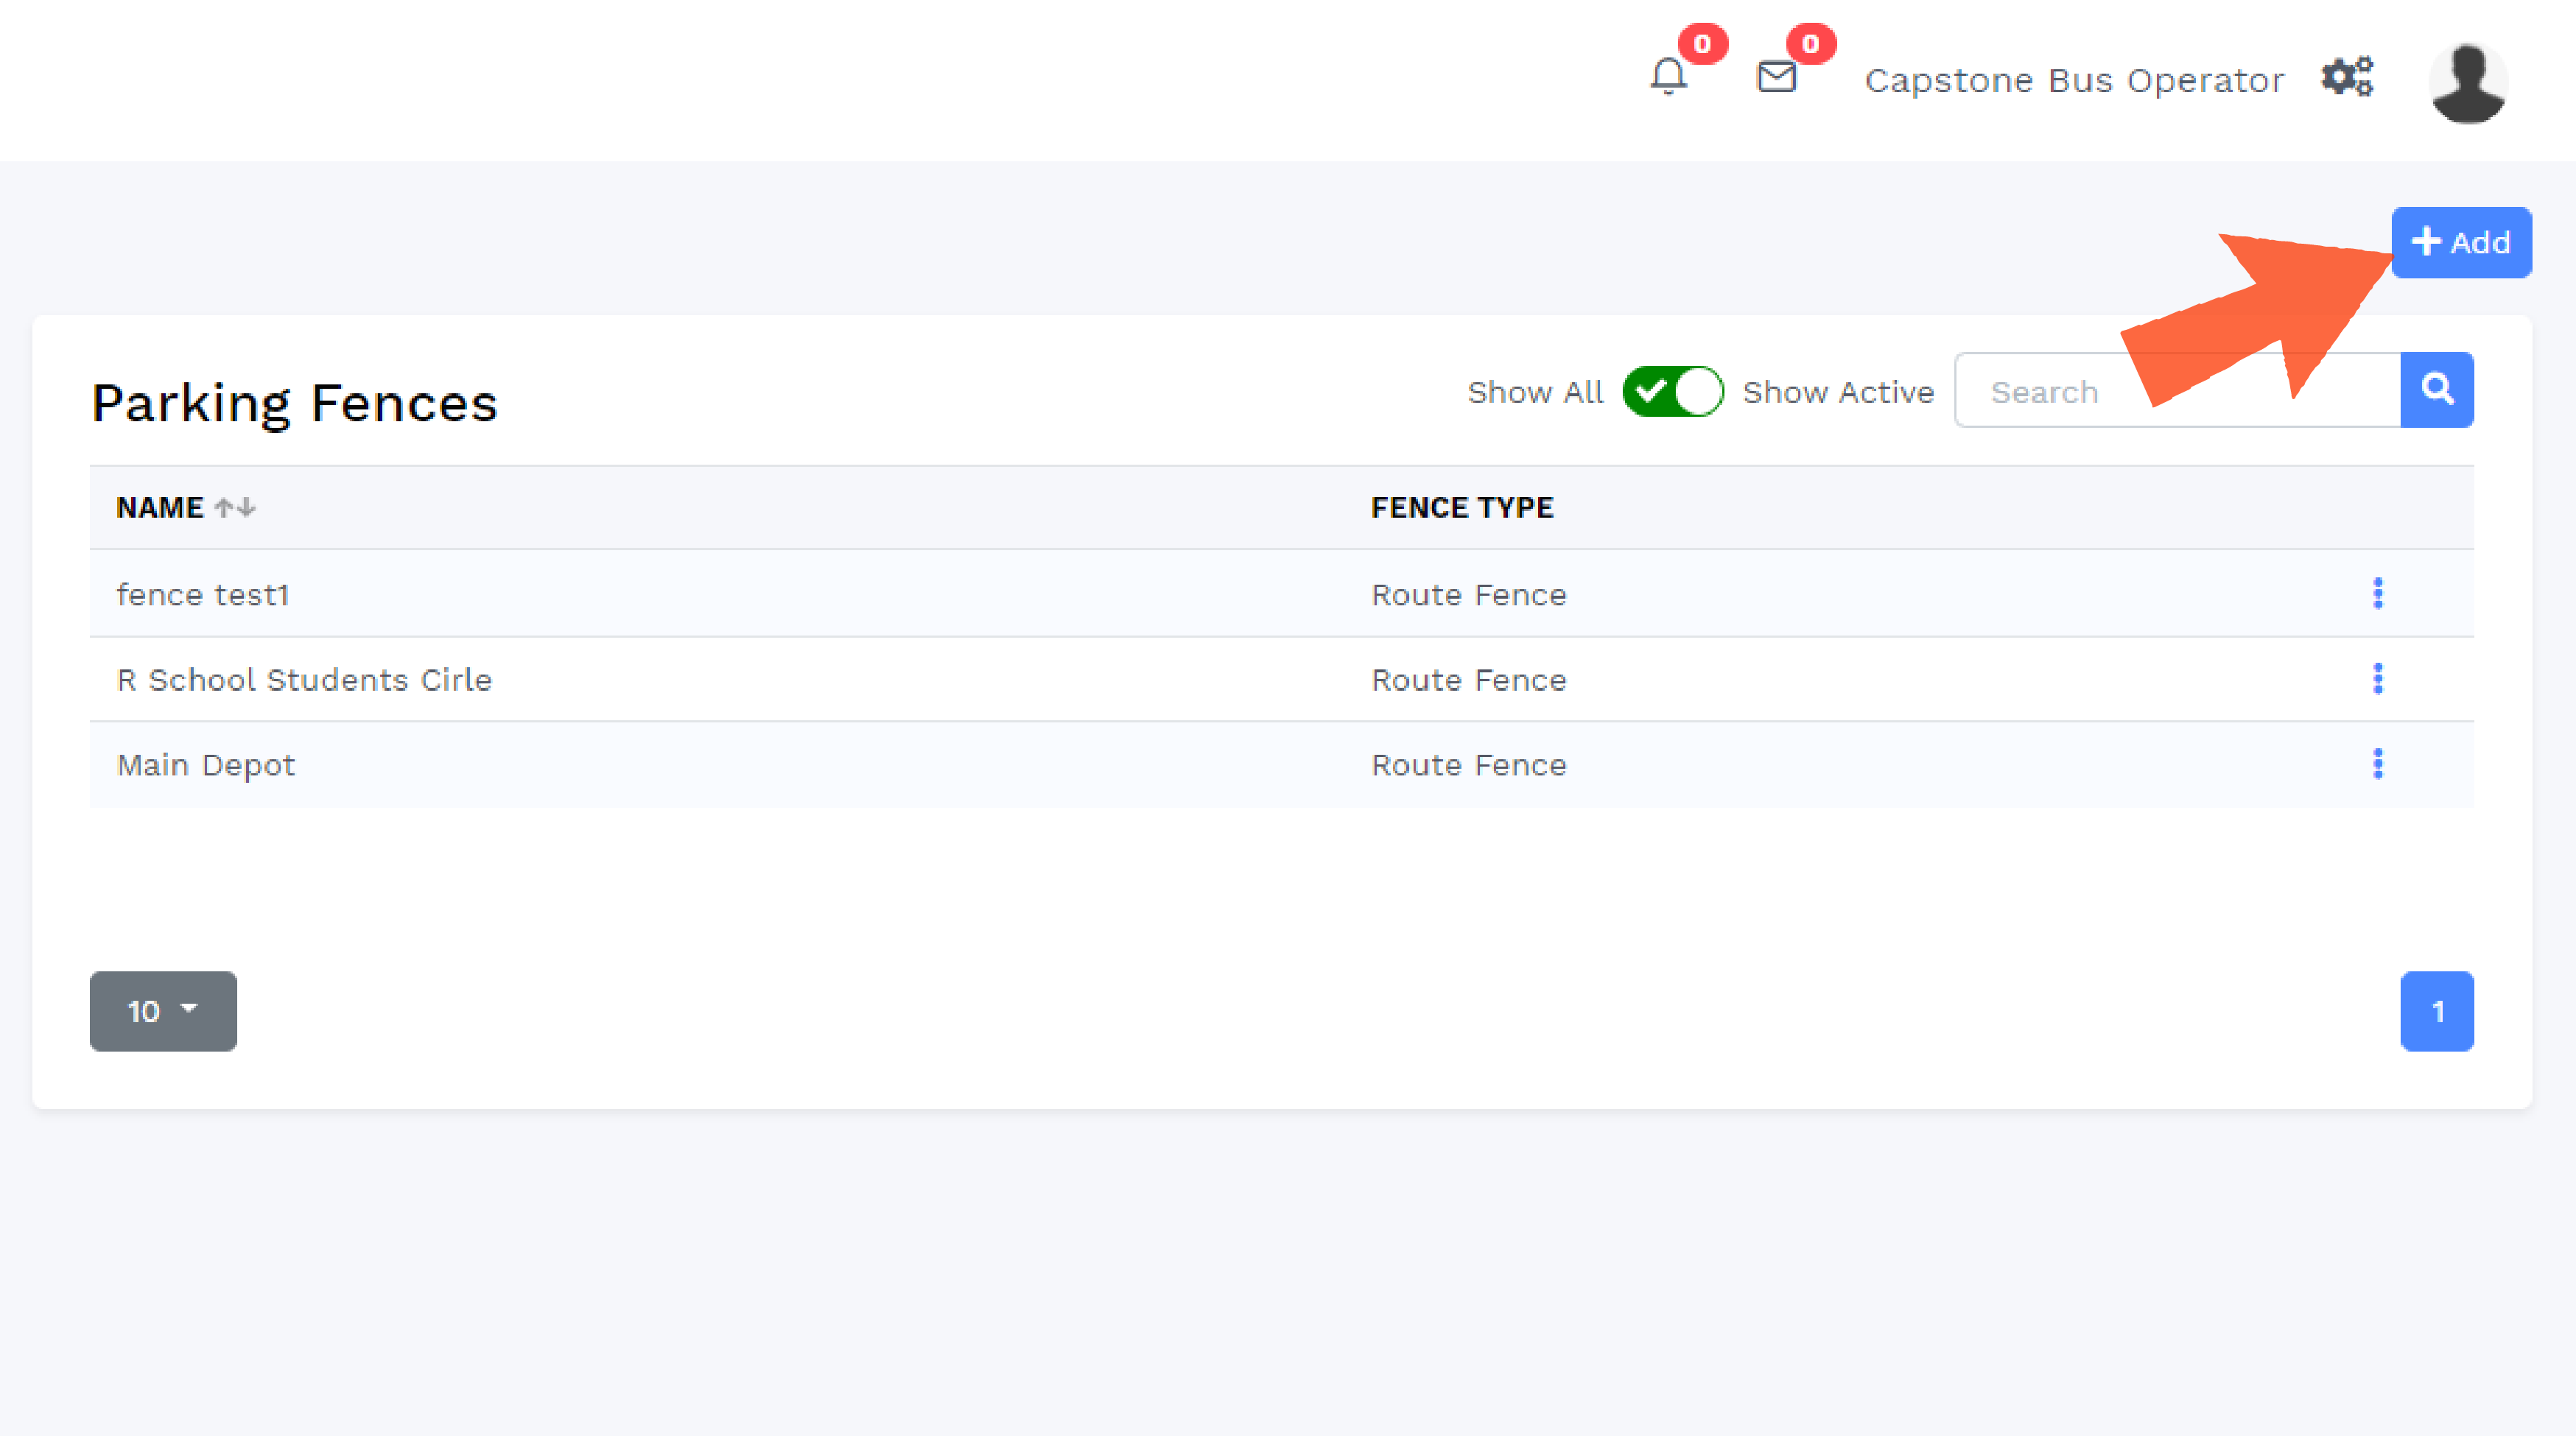 0 0
Capstone Bus Operator
Add
Parking Fences
Show All Show Active Search
NAME FENCE TYPE
fence test1 Route Fence
R School Students Cirle Route Fence
Main Depot Route Fence
10 1